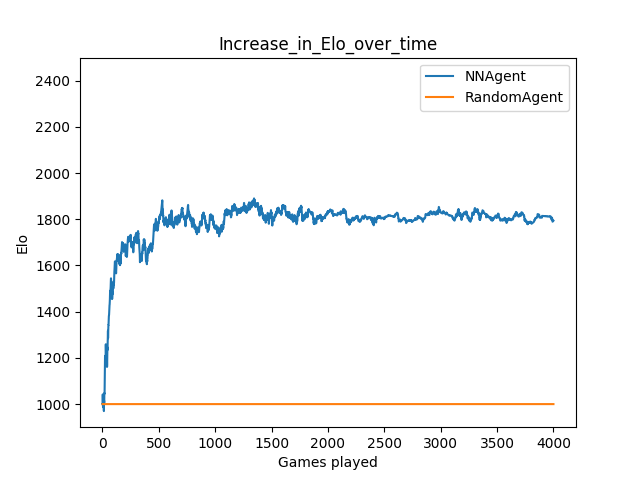 Increase_in_Elo_over_time
NNAgent
RandomAgent
2400
2200
2000
1800
1600
1400
1200
1000
Elo
0 500 1000 1500 2000 2500 3000 3500 4000
Games played